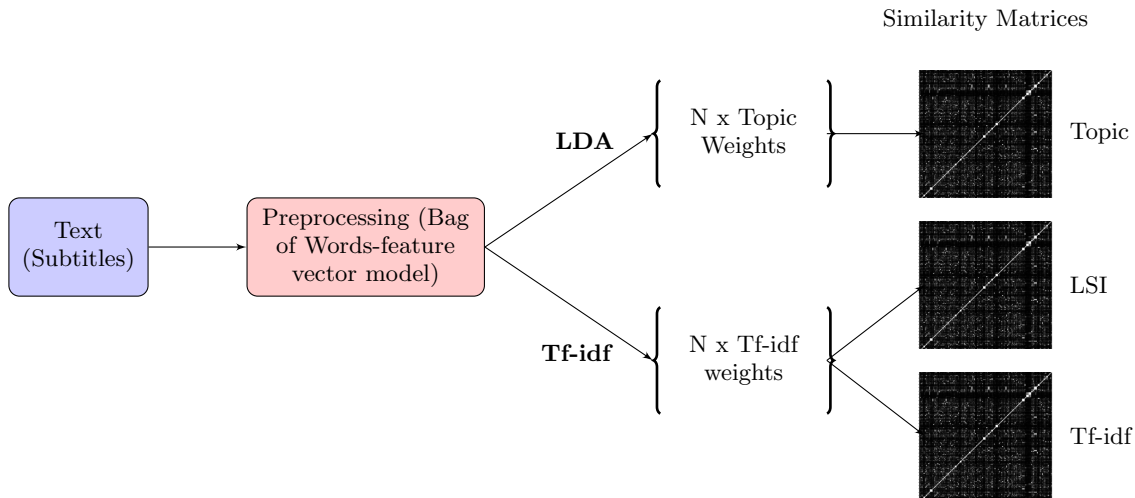 Similarity Matrices
Text
(Subtitles)
Preprocessing (Bag
of Words-feature
vector model)
LDA
N x Topic
Weights
Topic
LSI
Tf-idf
N x Tf-idf
weights
Tf-idf